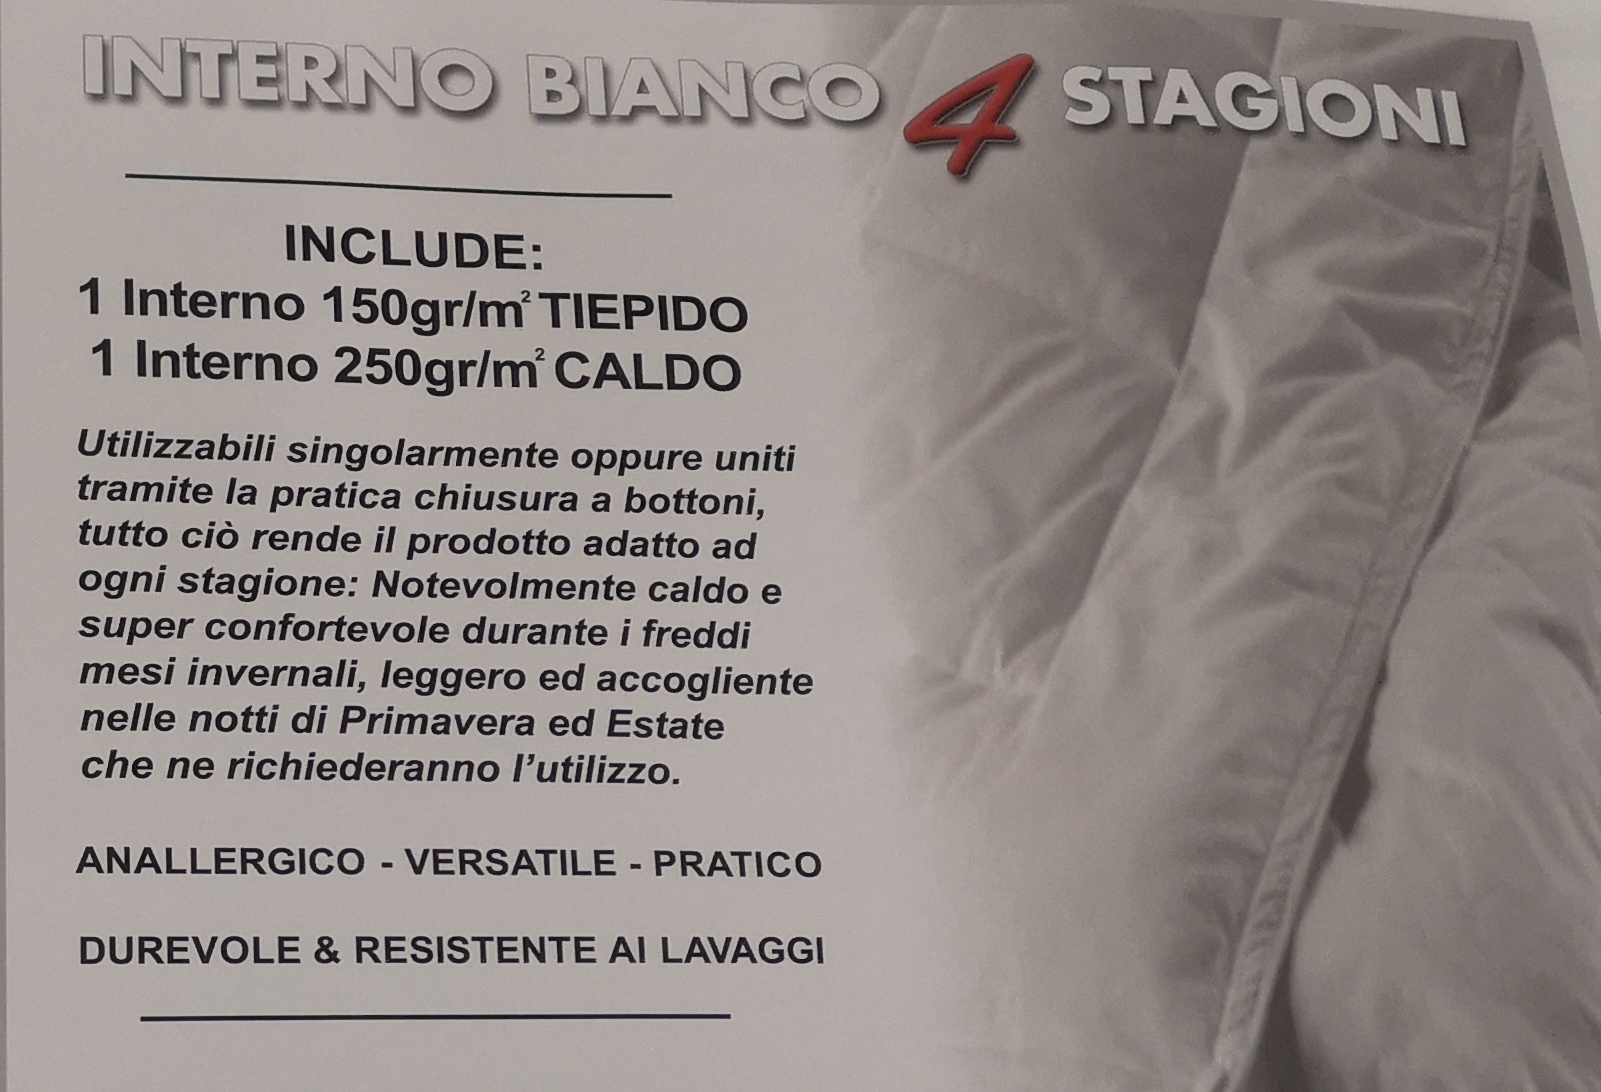 INTERNO BIANCO 4 STAGIONI
INCLUDE:
1 Interno 150gr/m² TIEPIDO
1 Interno 250gr/m² CALDO
Utilizzabili singolarmente oppure uniti
tramite la pratica chiusura a bottoni,
tutto ciò rende il prodotto adatto ad
ogni stagione: Notevolmente caldo e
super confortevole durante i freddi
mesi invernali, leggero ed accogliente
nelle notti di Primavera ed Estate
che ne richiederanno l'utilizzo.
ANALLERGICO - VERSATILE - PRATICO
DUREVOLE & RESISTENTE AI LAVAGGI